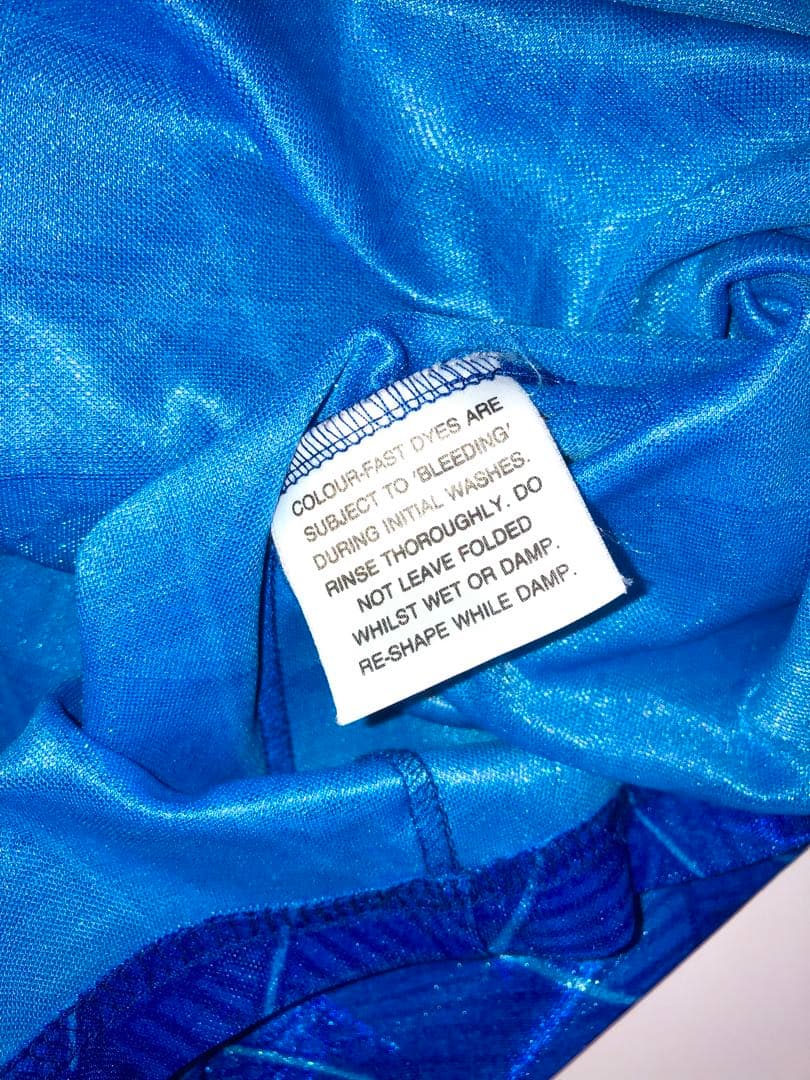 COLOUR-FAST DYES ARE
SUBJECT TO 'BLEEDING'
DURING INITIAL WASHES.
RINSE THOROUGHLY. DO
NOT LEAVE FOLDED
WHILST WET OR DAMP.
RE-SHAPE WHILE DAMP.